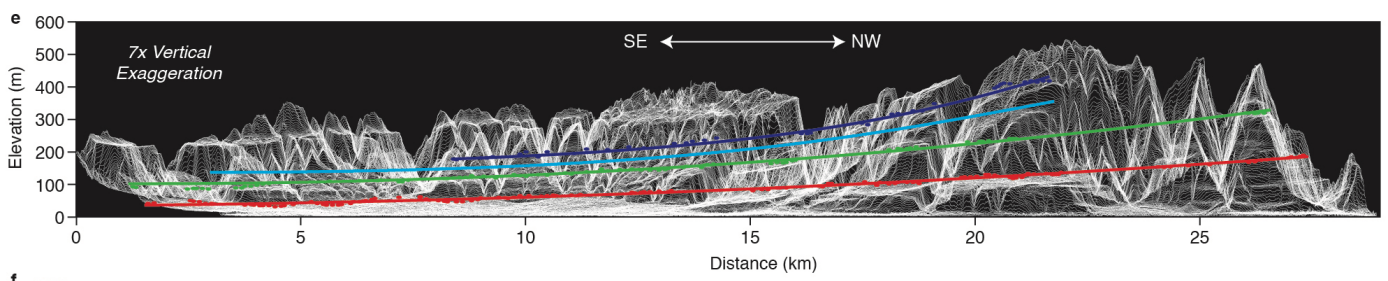 e
600
500
400
300
200
100
0
7x Vertical
Exaggeration
SE NW
Elevation (m)
0 5 10 15 20 25
Distance (km)
f